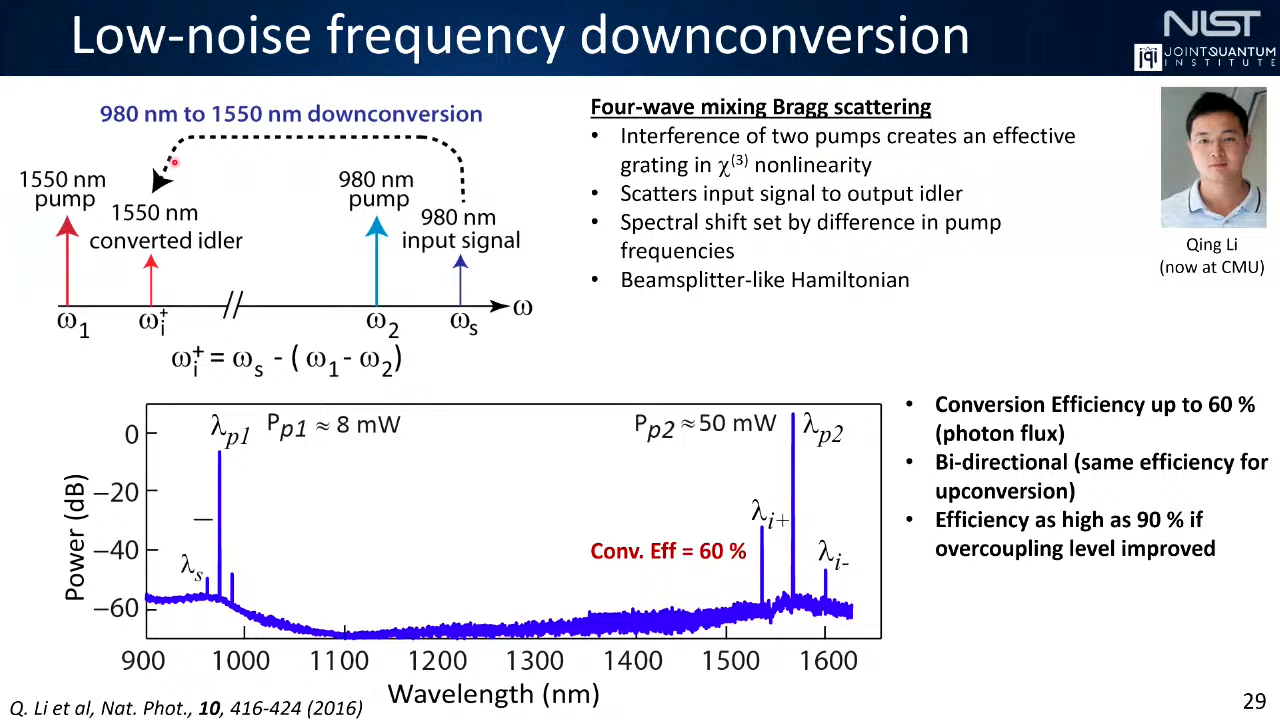 Low-noise frequency downconversion
NIST
jqi JOINT QUANTUM
INSTITUTE
980 nm to 1550 nm downconversion
1550 nm
pump
1550 nm
converted idler
980 nm
pump
980 nm
input signal
ω1
ωi+
ω2
ωs
ω
ωi+ = ωs - ( ω1 - ω2)
Four-wave mixing Bragg scattering
• Interference of two pumps creates an effective
grating in χ(3) nonlinearity
• Scatters input signal to output idler
• Spectral shift set by difference in pump
frequencies
• Beamsplitter-like Hamiltonian
Qing Li
(now at CMU)
λp1
Pp1 ≈ 8 mW
Pp2 ≈ 50 mW
λp2
λs
λi+
λi-
Conv. Eff = 60 %
Power (dB)
0
−20
−40
−60
900 1000 1100 1200 1300 1400 1500 1600
Wavelength (nm)
• Conversion Efficiency up to 60 %
(photon flux)
• Bi-directional (same efficiency for
upconversion)
• Efficiency as high as 90 % if
overcoupling level improved
Q. Li et al, Nat. Phot., 10, 416-424 (2016)
29